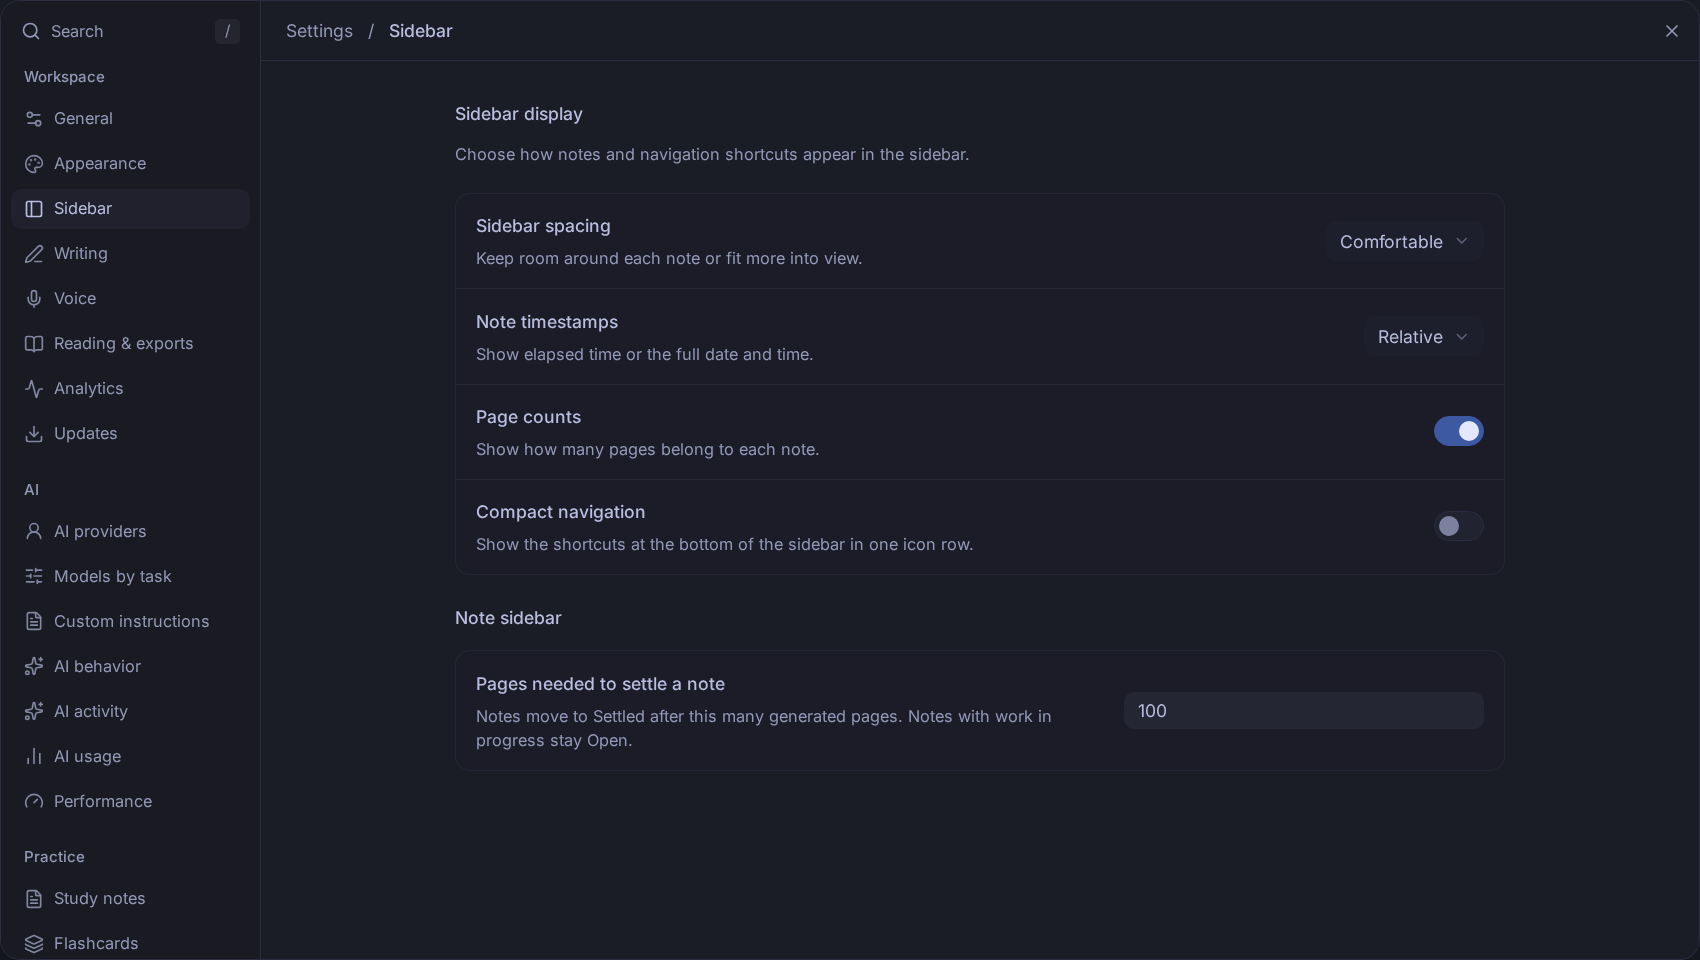 Search /
Workspace
General
Appearance
Sidebar
Writing
Voice
Reading & exports
Analytics
Updates
AI
AI providers
Models by task
Custom instructions
AI behavior
AI activity
AI usage
Performance
Practice
Study notes
Flashcards
Settings / Sidebar
Sidebar display
Choose how notes and navigation shortcuts appear in the sidebar.
Sidebar spacing
Keep room around each note or fit more into view.
Comfortable
Note timestamps
Show elapsed time or the full date and time.
Relative
Page counts
Show how many pages belong to each note.
Compact navigation
Show the shortcuts at the bottom of the sidebar in one icon row.
Note sidebar
Pages needed to settle a note
Notes move to Settled after this many generated pages. Notes with work in
progress stay Open.
100